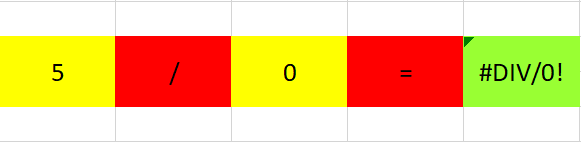 5 / 0 = #DIV/0!